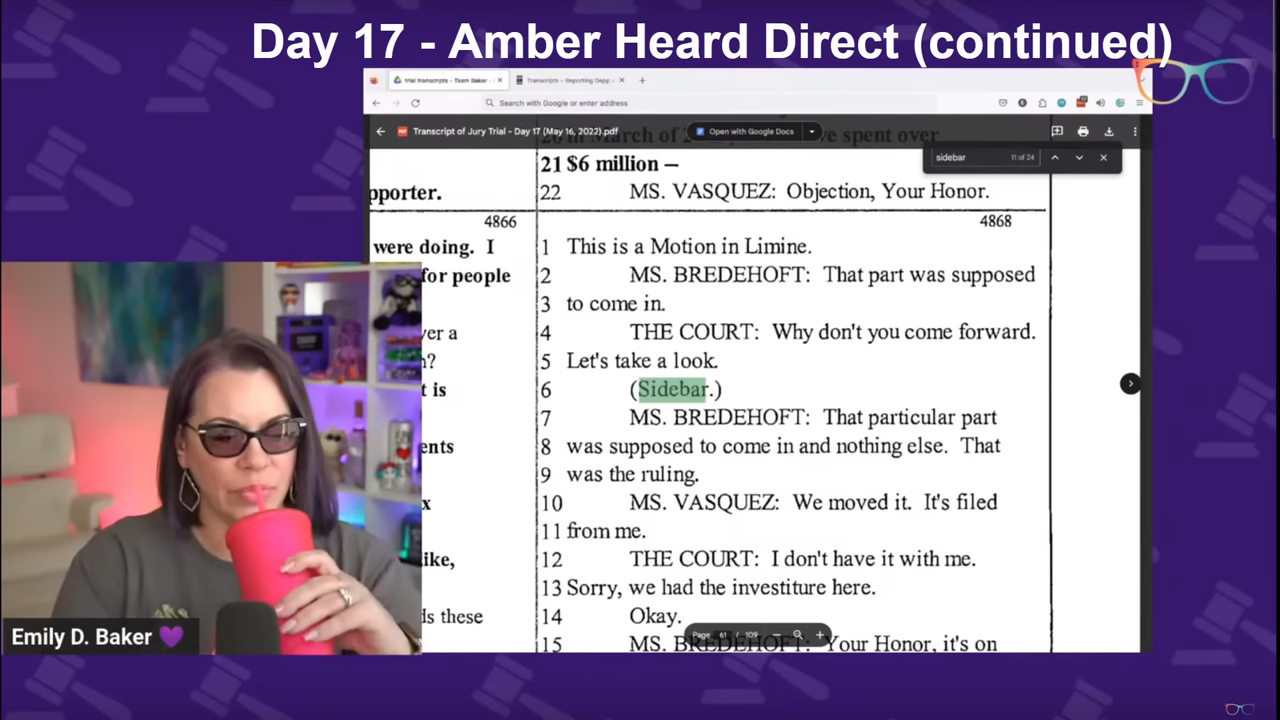 Day 17 - Amber Heard Direct (continued)
trial transcripts - Team Baker -
Transcripts – Reporting Depp
Search with Google or enter address
Transcript of Jury Trial - Day 17 (May 16, 2022).pdf
Open with Google Docs
sidebar 11 of 24
21 $6 million –
pporter.
22 MS. VASQUEZ: Objection, Your Honor.
4866
4868
were doing. I
1 This is a Motion in Limine.
for people
2 MS. BREDEHOFT: That part was supposed
3 to come in.
ver a
4 THE COURT: Why don't you come forward.
5 Let's take a look.
t is
6 (Sidebar.)
7 MS. BREDEHOFT: That particular part
ents
8 was supposed to come in and nothing else. That
9 was the ruling.
x
10 MS. VASQUEZ: We moved it. It's filed
11 from me.
ike,
12 THE COURT: I don't have it with me.
13 Sorry, we had the investiture here.
ls these
14 Okay.
Page 61 / 109
15 MS. BREDEHOFT: Your Honor, it's on
Emily D. Baker 💜